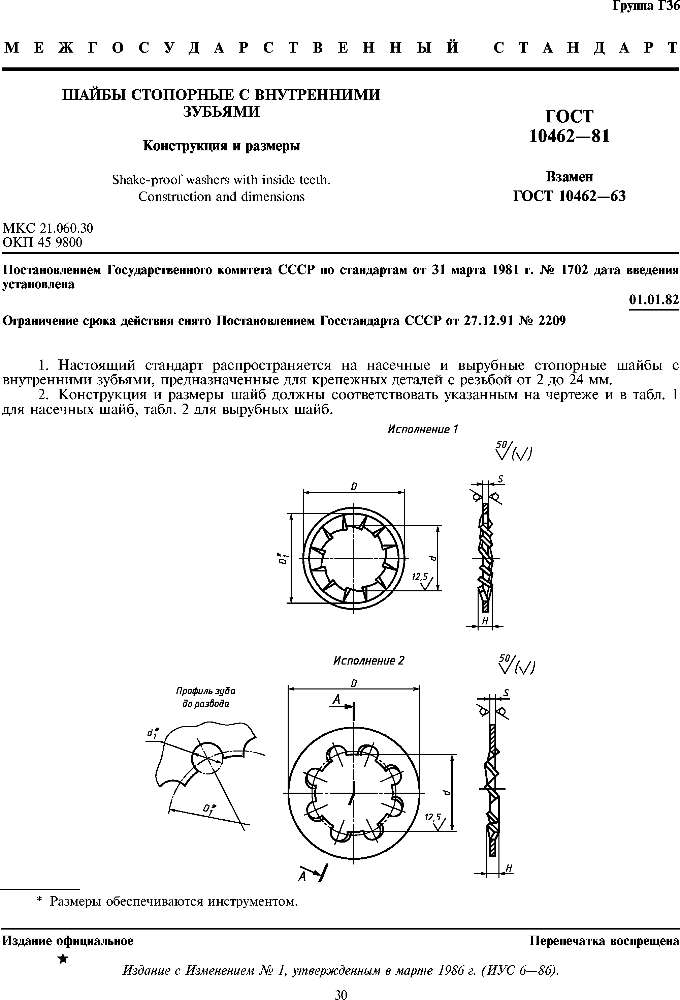 Группа Г36
МЕЖГОСУДАРСТВЕННЫЙ СТАНДАРТ
ШАЙБЫ СТОПОРНЫЕ С ВНУТРЕННИМИ
ЗУБЬЯМИ
Конструкция и размеры
Shake-proof washers with inside teeth.
Construction and dimensions
ГОСТ
10462—81
Взамен
ГОСТ 10462—63
МКС 21.060.30
ОКП 45 9800
Постановлением Государственного комитета СССР по стандартам от 31 марта 1981 г. № 1702 дата введения
установлена
01.01.82
Ограничение срока действия снято Постановлением Госстандарта СССР от 27.12.91 № 2209
1. Настоящий стандарт распространяется на насечные и вырубные стопорные шайбы с
внутренними зубьями, предназначенные для крепежных деталей с резьбой от 2 до 24 мм.
2. Конструкция и размеры шайб должны соответствовать указанным на чертеже и в табл. 1
для насечных шайб, табл. 2 для вырубных шайб.
Исполнение 1
50 (√)
D
S
D1*
d
12,5
H
Исполнение 2
50 (√)
Профиль зуба
до развода
D
A
S
d1*
D1*
d
12,5
A
H
* Размеры обеспечиваются инструментом.
Издание официальное
Перепечатка воспрещена
★
Издание с Изменением № 1, утвержденным в марте 1986 г. (ИУС 6—86).
30